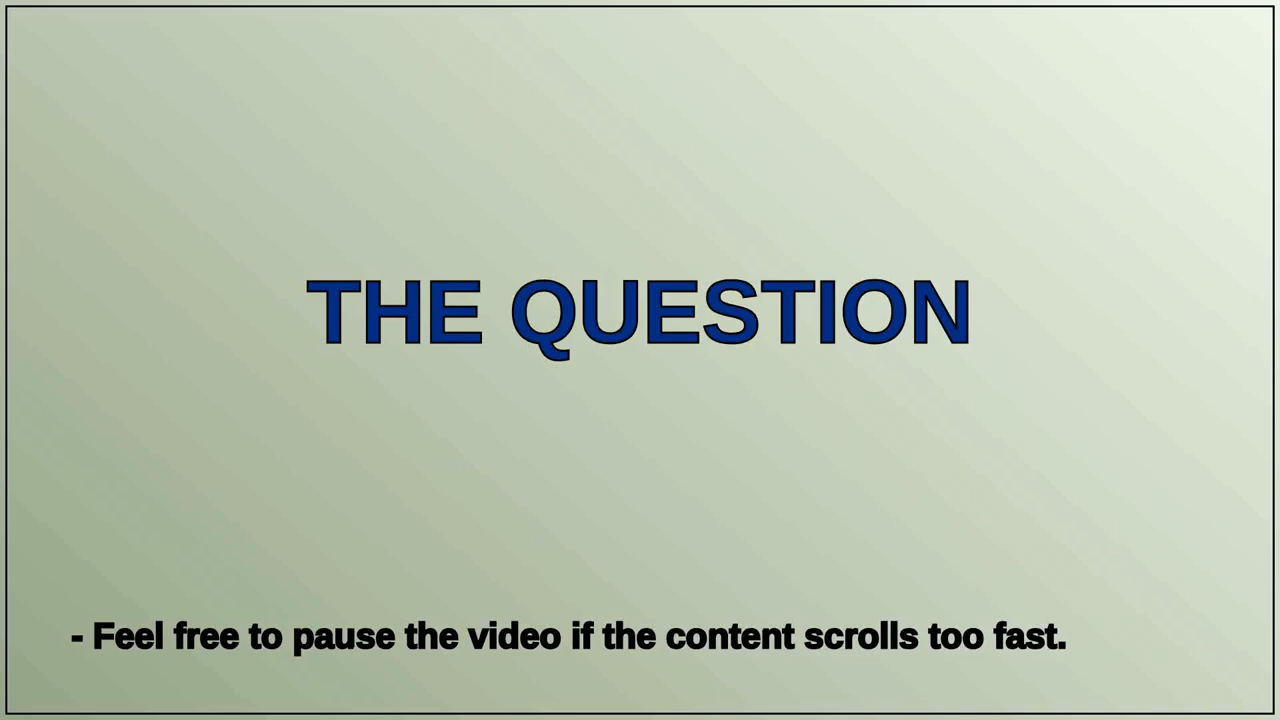 THE QUESTION
- Feel free to pause the video if the content scrolls too fast.